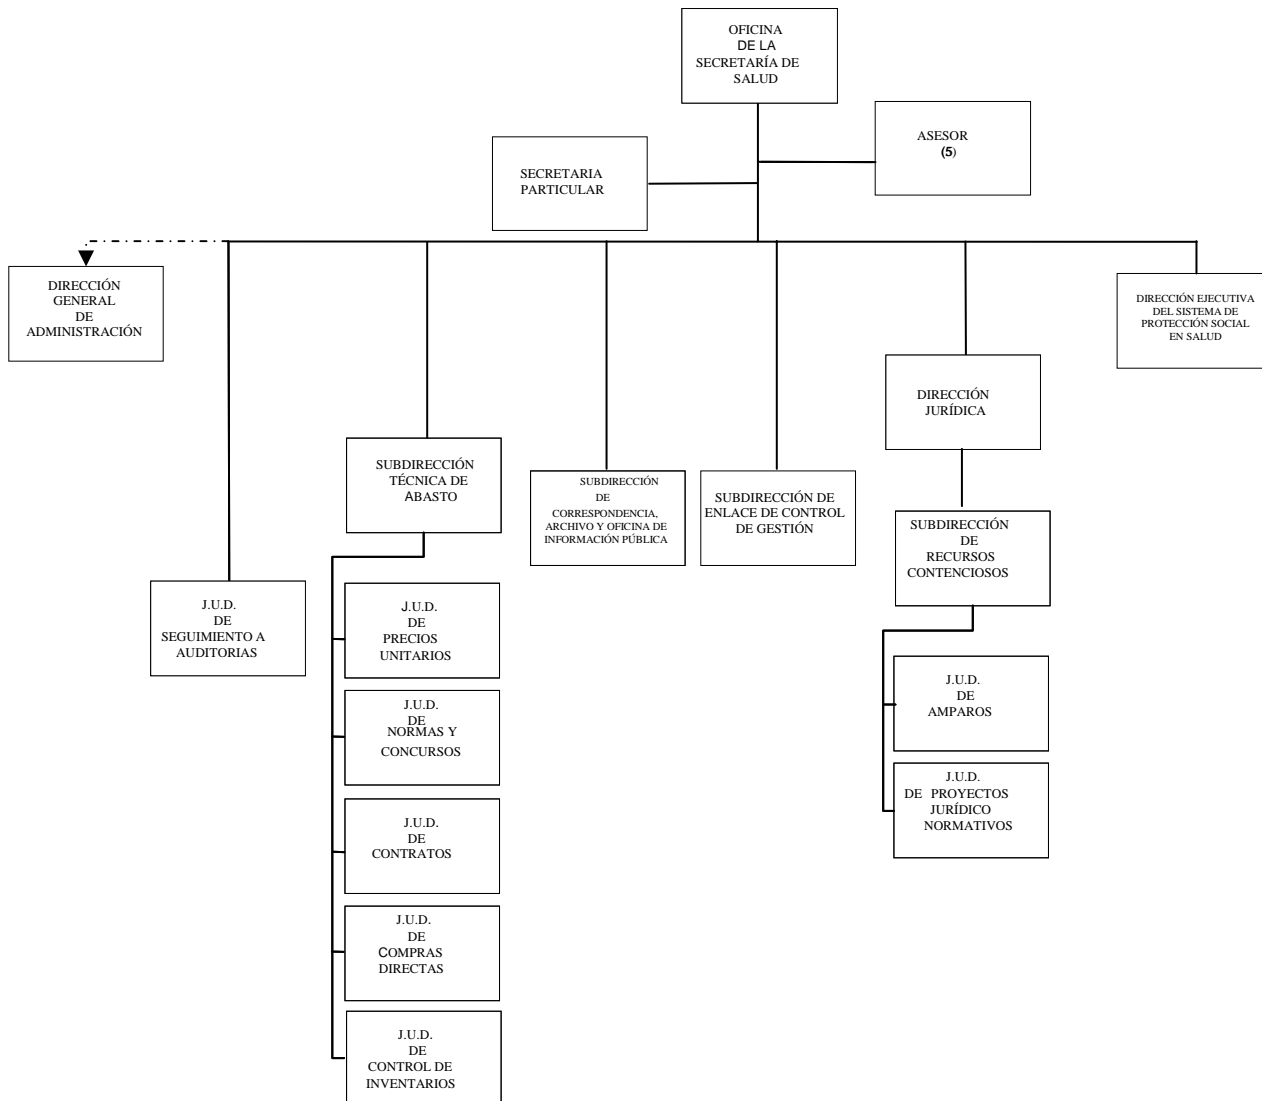 OFICINA
DE LA
SECRETARÍA DE
SALUD
ASESOR
(5)
SECRETARIA
PARTICULAR
DIRECCIÓN
GENERAL
DE
ADMINISTRACIÓN
DIRECCIÓN EJECUTIVA
DEL SISTEMA DE
PROTECCIÓN SOCIAL
EN SALUD
DIRECCIÓN
JURÍDICA
SUBDIRECCIÓN
TÉCNICA DE
ABASTO
SUBDIRECCIÓN
DE
CORRESPONDENCIA,
ARCHIVO Y OFICINA DE
INFORMACIÓN PÚBLICA
SUBDIRECCIÓN DE
ENLACE DE CONTROL
DE GESTIÓN
SUBDIRECCIÓN
DE
RECURSOS
CONTENCIOSOS
J.U.D.
DE
SEGUIMIENTO A
AUDITORIAS
J.U.D.
DE
PRECIOS
UNITARIOS
J.U.D.
DE
NORMAS Y
CONCURSOS
J.U.D.
DE
CONTRATOS
J.U.D.
DE
COMPRAS
DIRECTAS
J.U.D.
DE
CONTROL DE
INVENTARIOS
J.U.D.
DE
AMPAROS
J.U.D.
DE PROYECTOS
JURÍDICO
NORMATIVOS